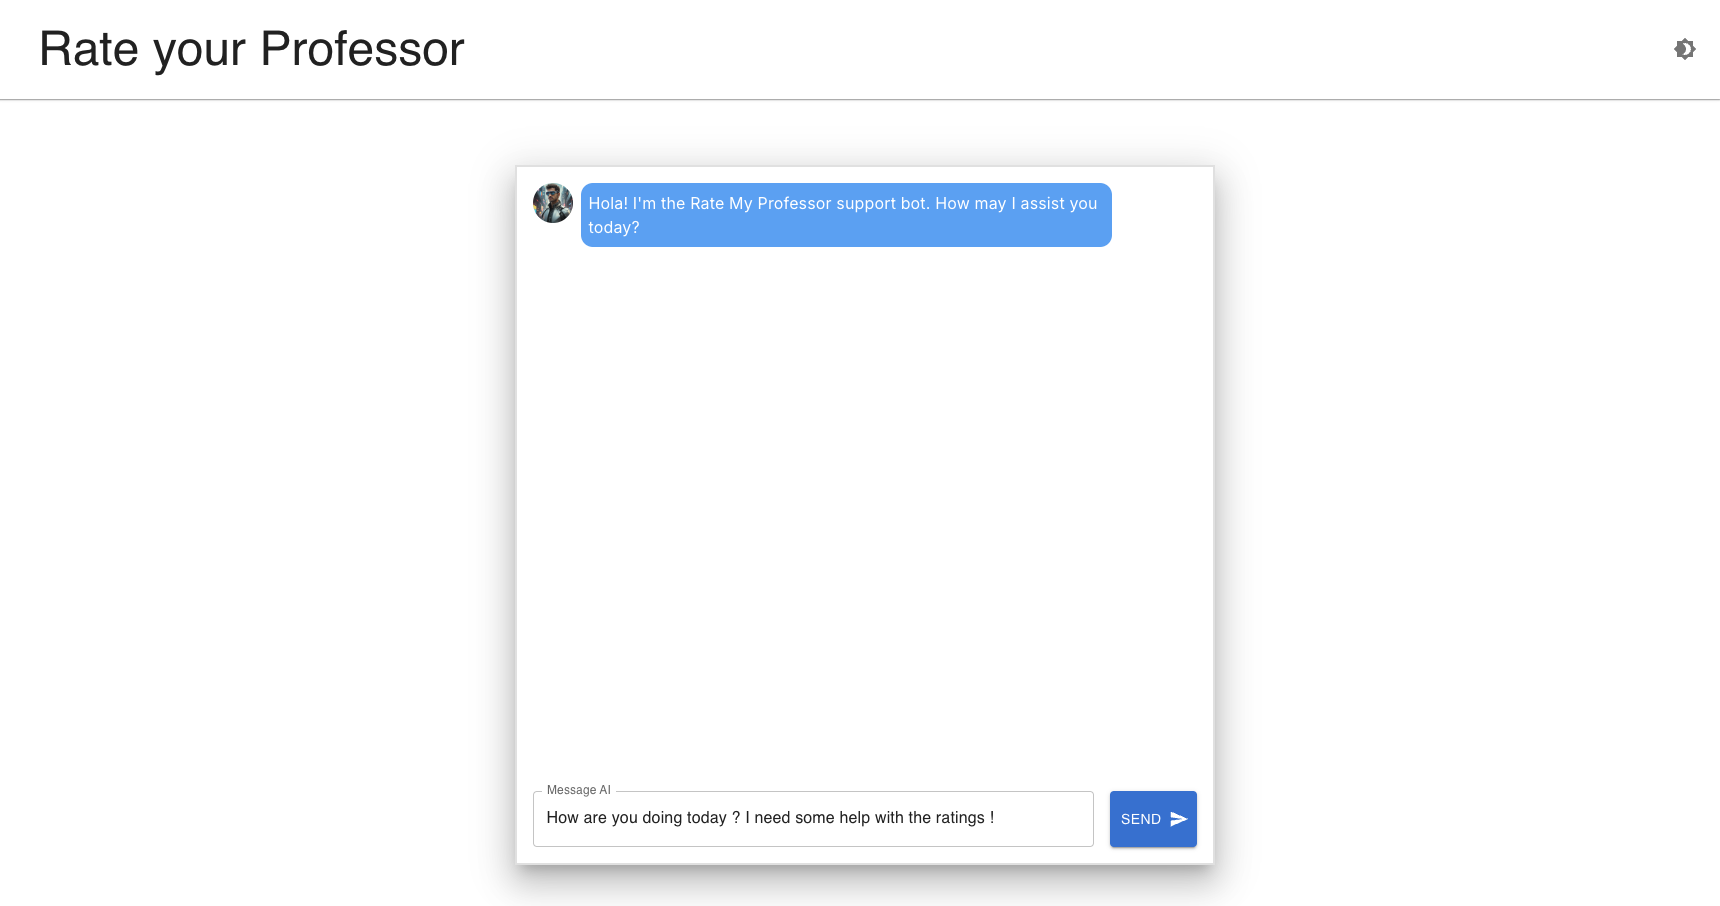 Rate your Professor
Hola! I'm the Rate My Professor support bot. How may I assist you
today?
Message AI
How are you doing today ? I need some help with the ratings !
SEND